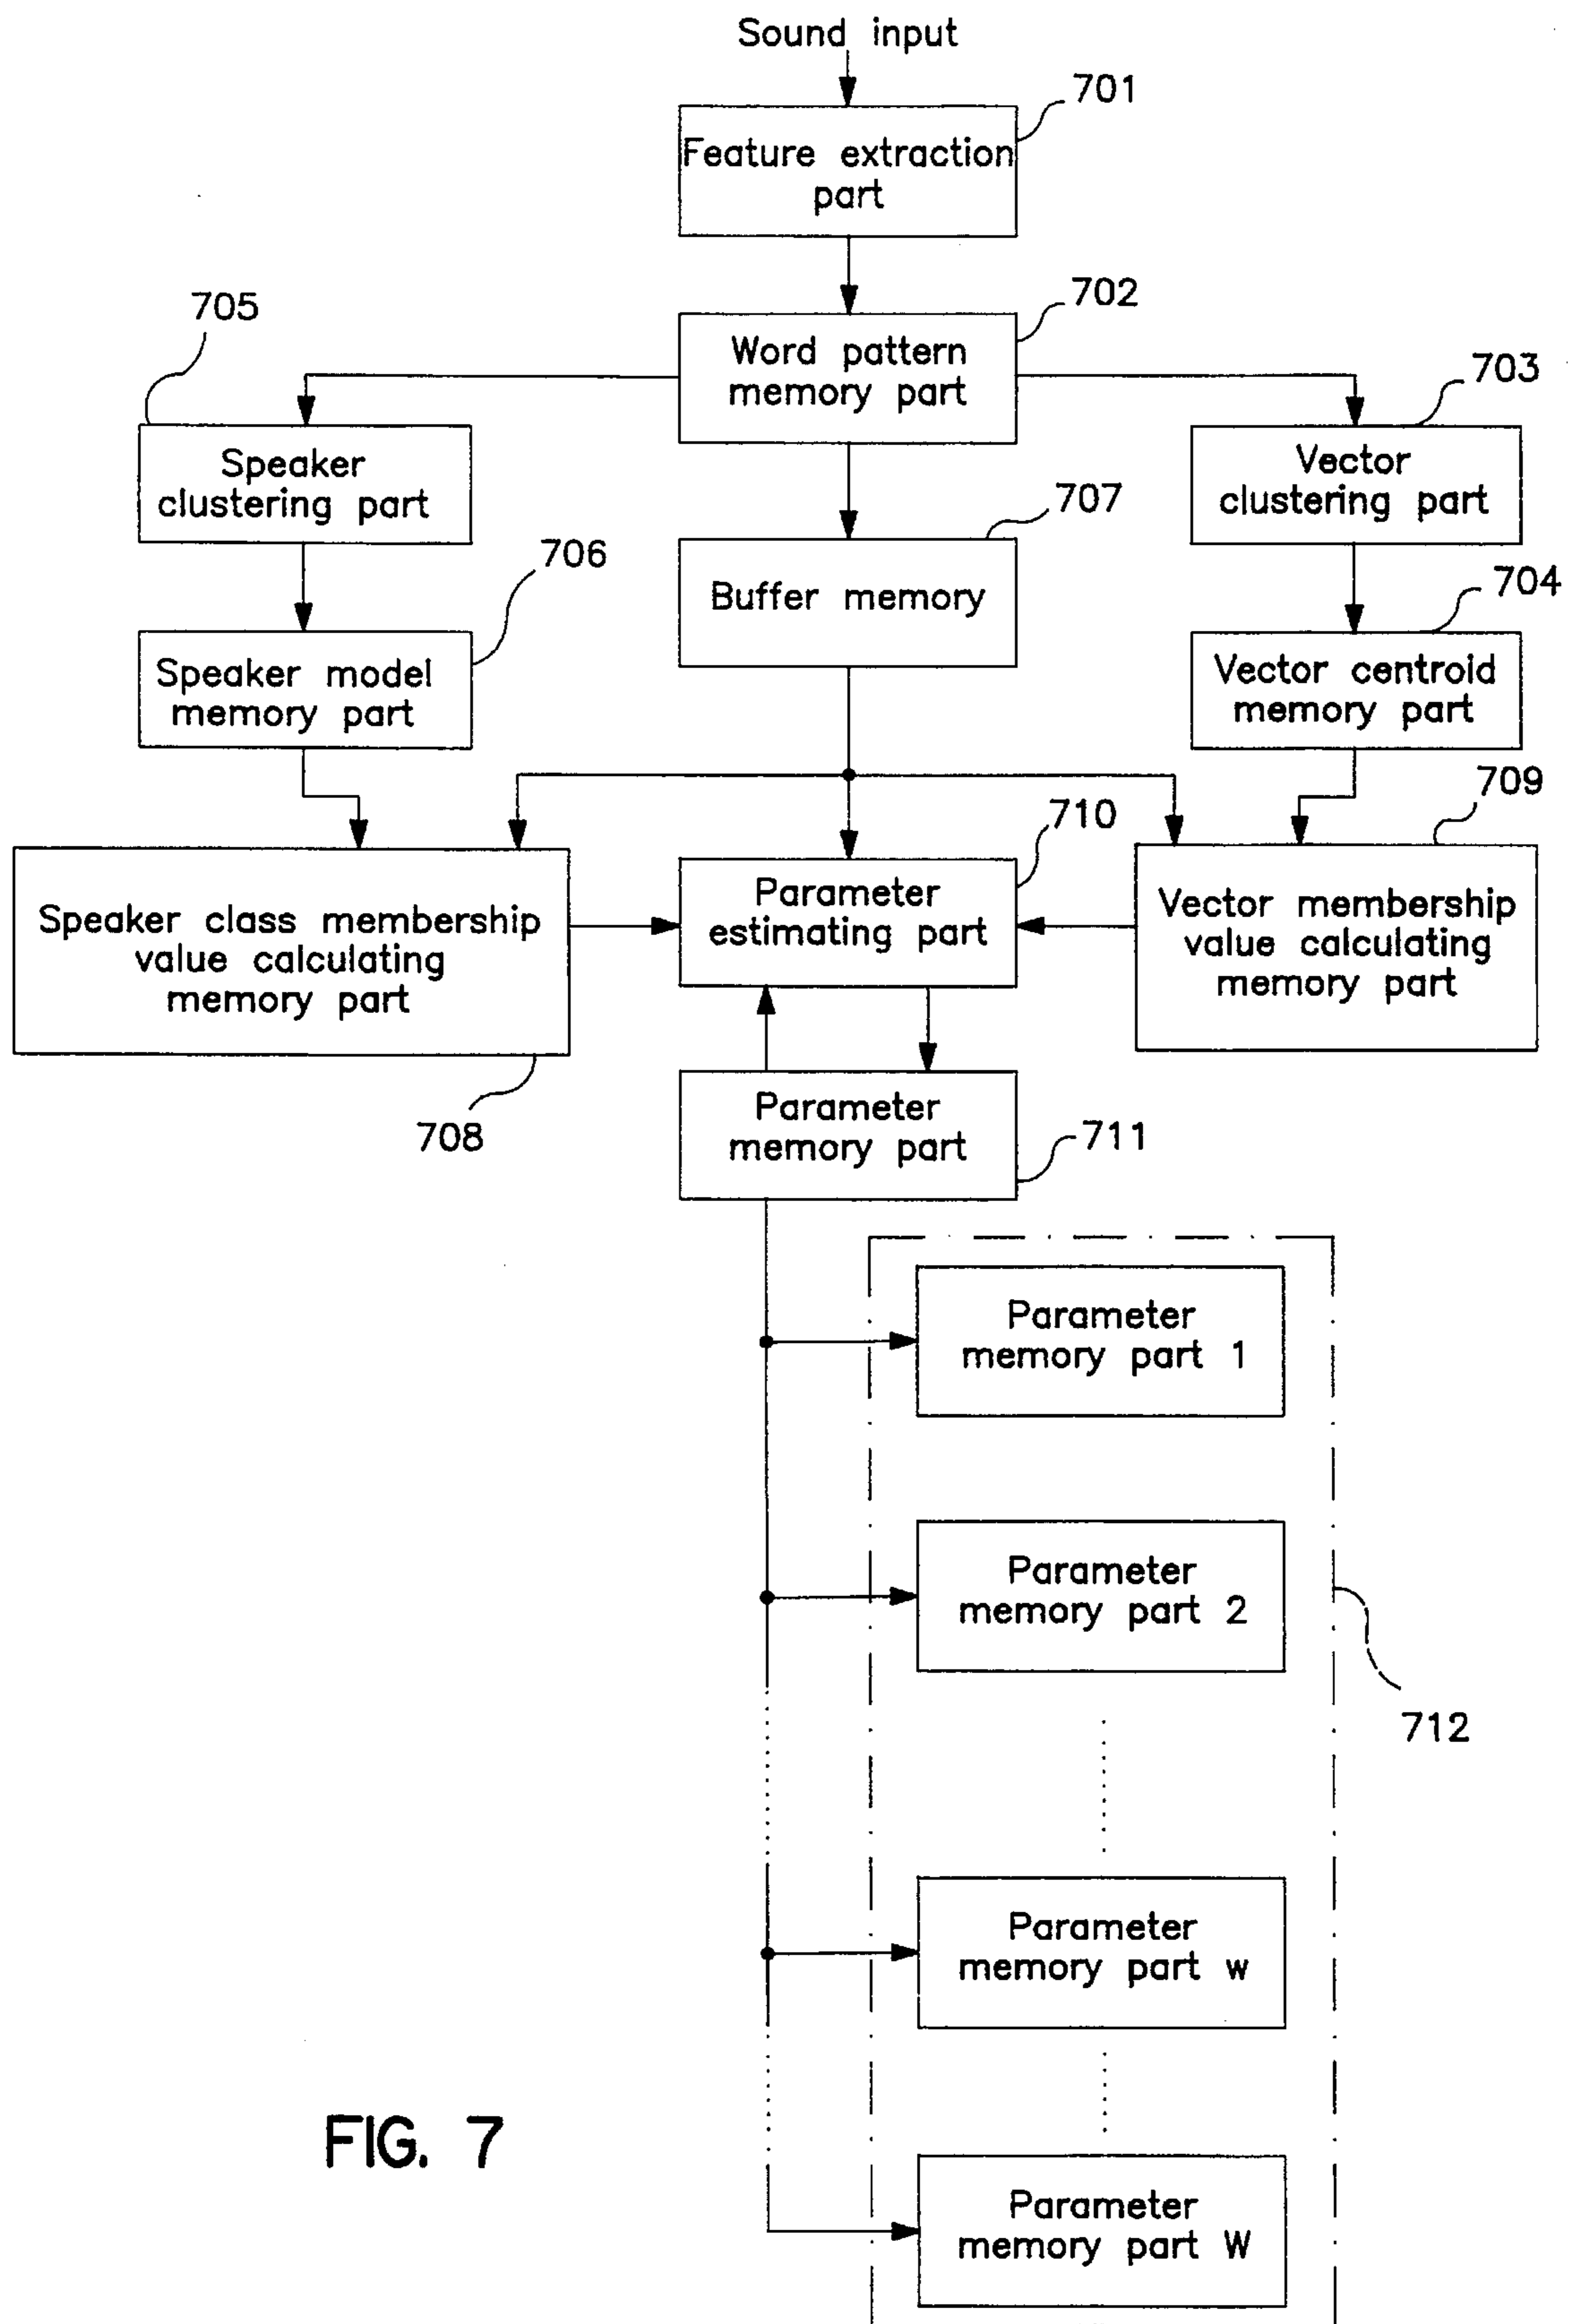 Sound input
701
Feature extraction
part
702
Word pattern
memory part
705
703
Speaker
clustering part
Vector
clustering part
707
706
Buffer memory
704
Speaker model
memory part
Vector centroid
memory part
709
710
Speaker class membership
value calculating
memory part
Parameter
estimating part
Vector membership
value calculating
memory part
708
Parameter
memory part
711
Parameter
memory part 1
Parameter
memory part 2
712
Parameter
memory part w
FIG. 7
Parameter
memory part W